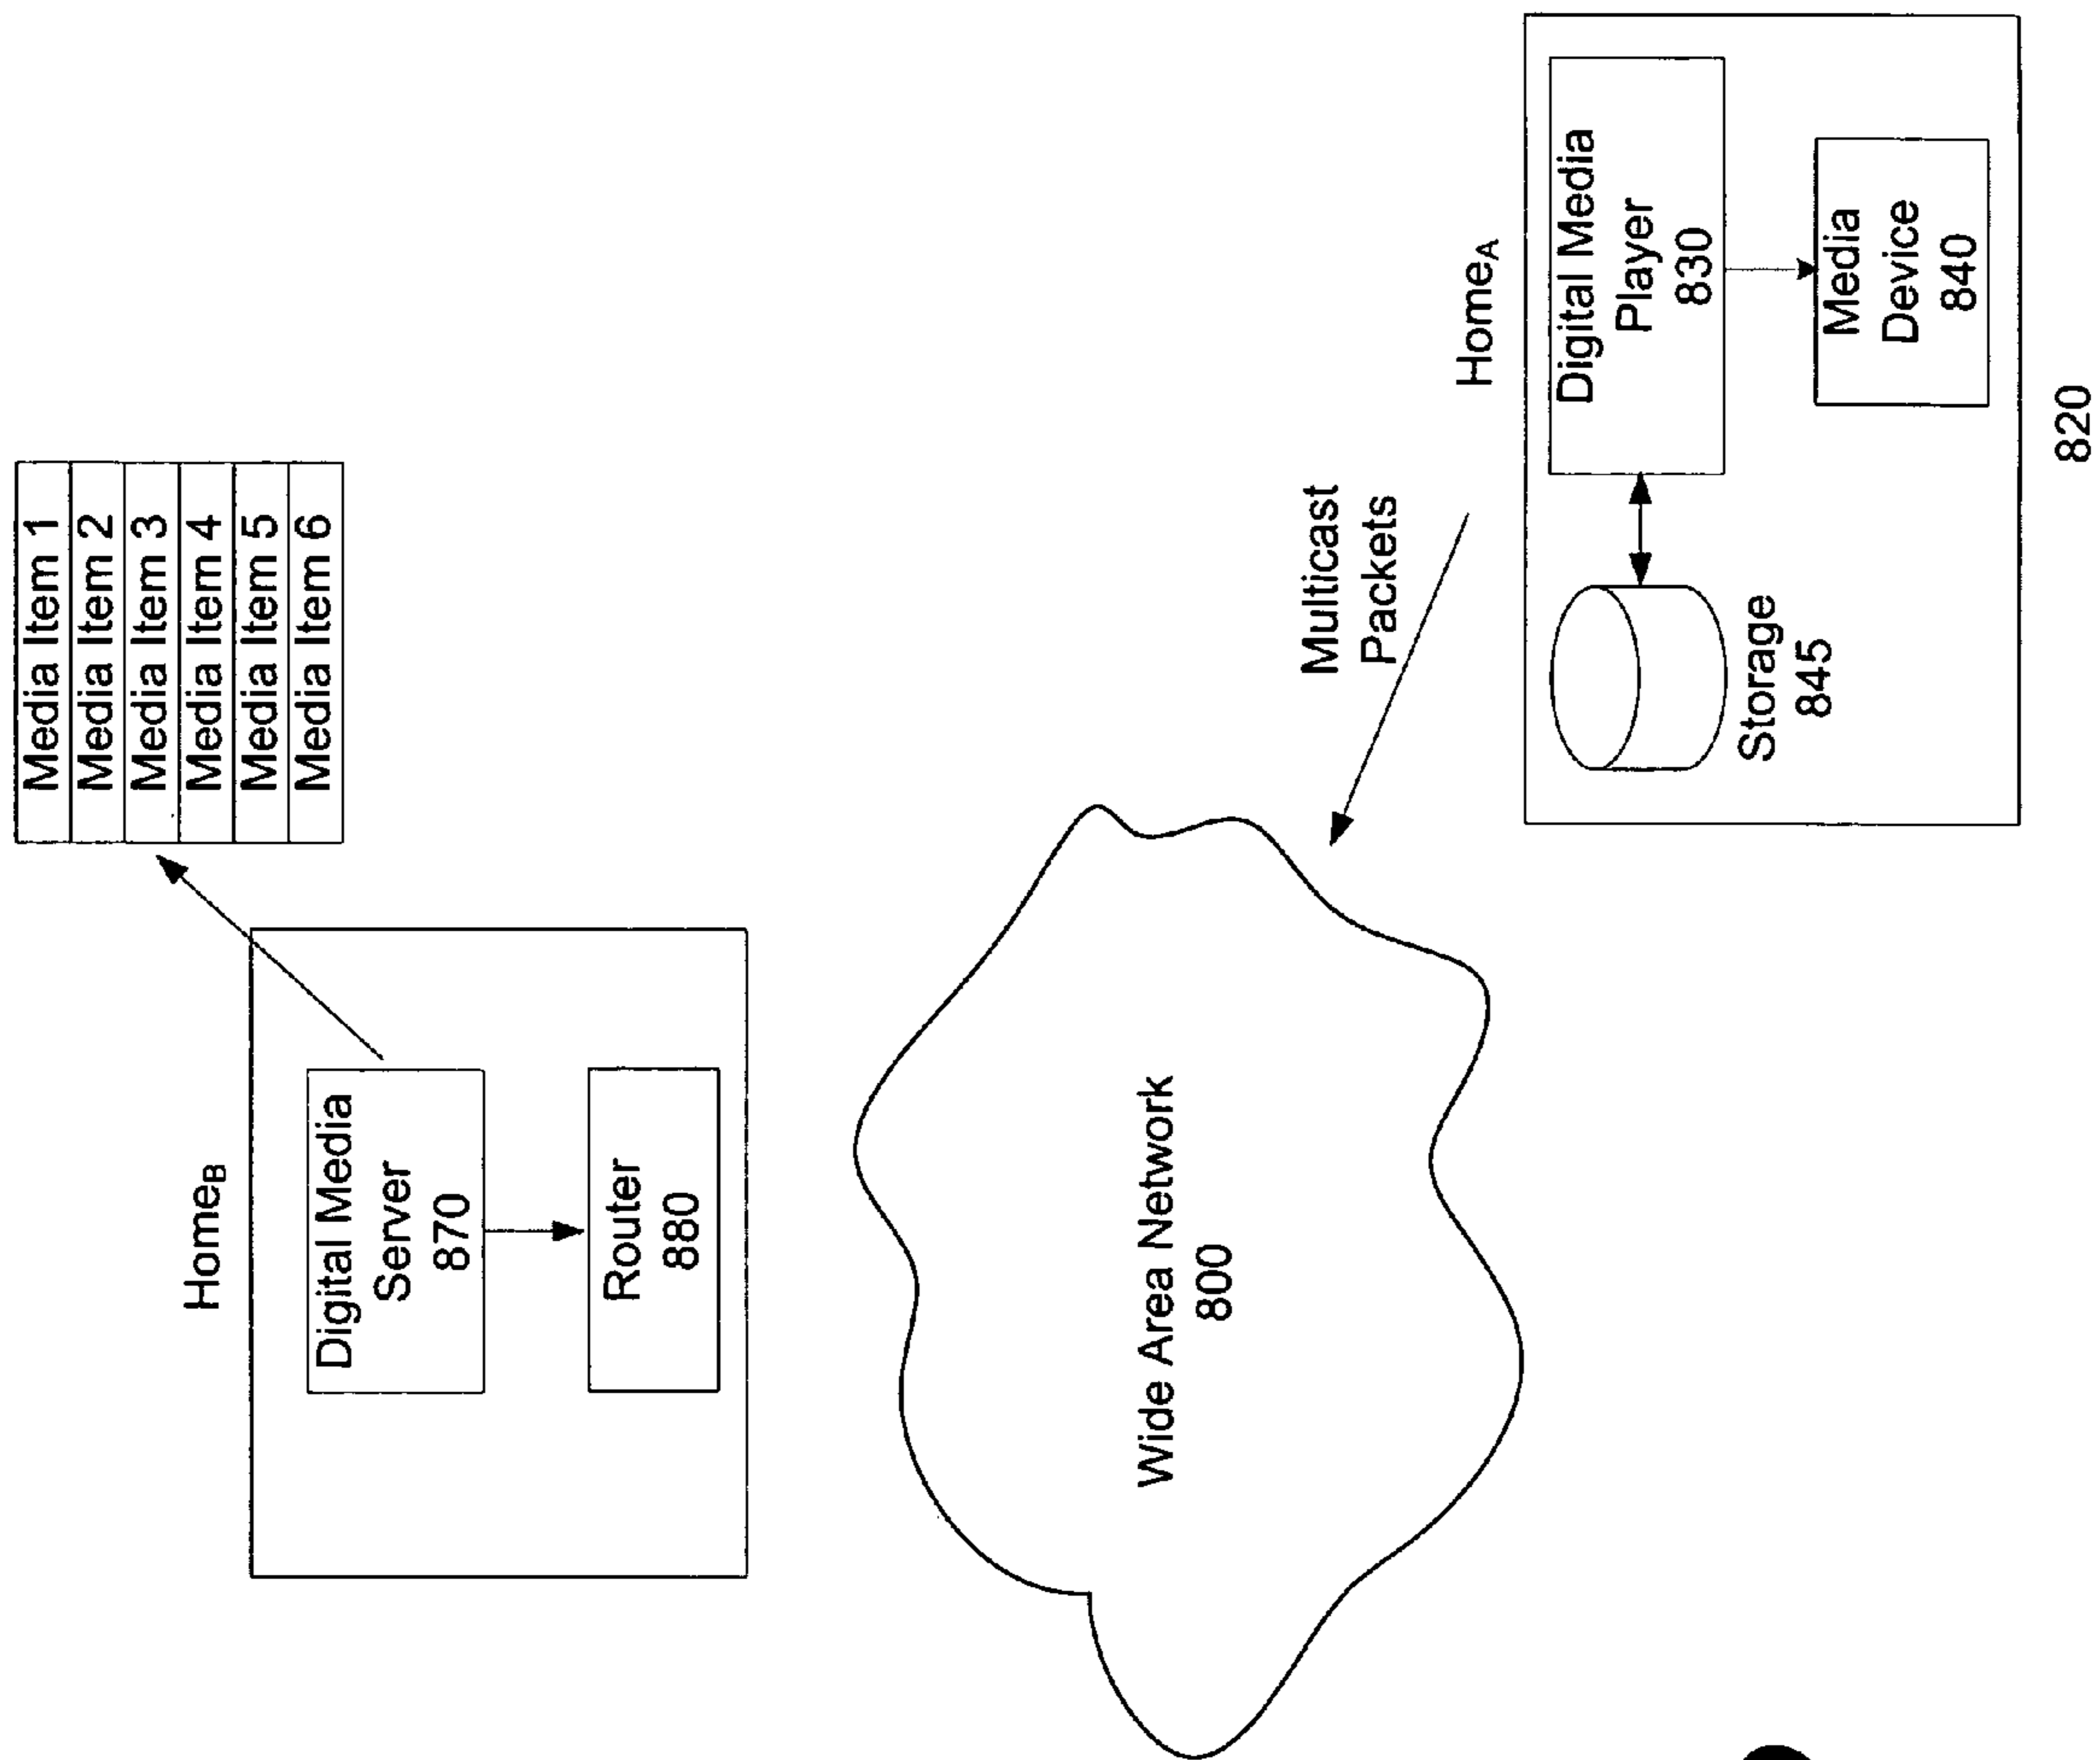 Home_B
Digital Media
Server
870
Router
880
Media Item 1
Media Item 2
Media Item 3
Media Item 4
Media Item 5
Media Item 6
Wide Area Network
800
Multicast
Packets
Home_A
Storage
845
Digital Media
Player
830
Media
Device
840
820